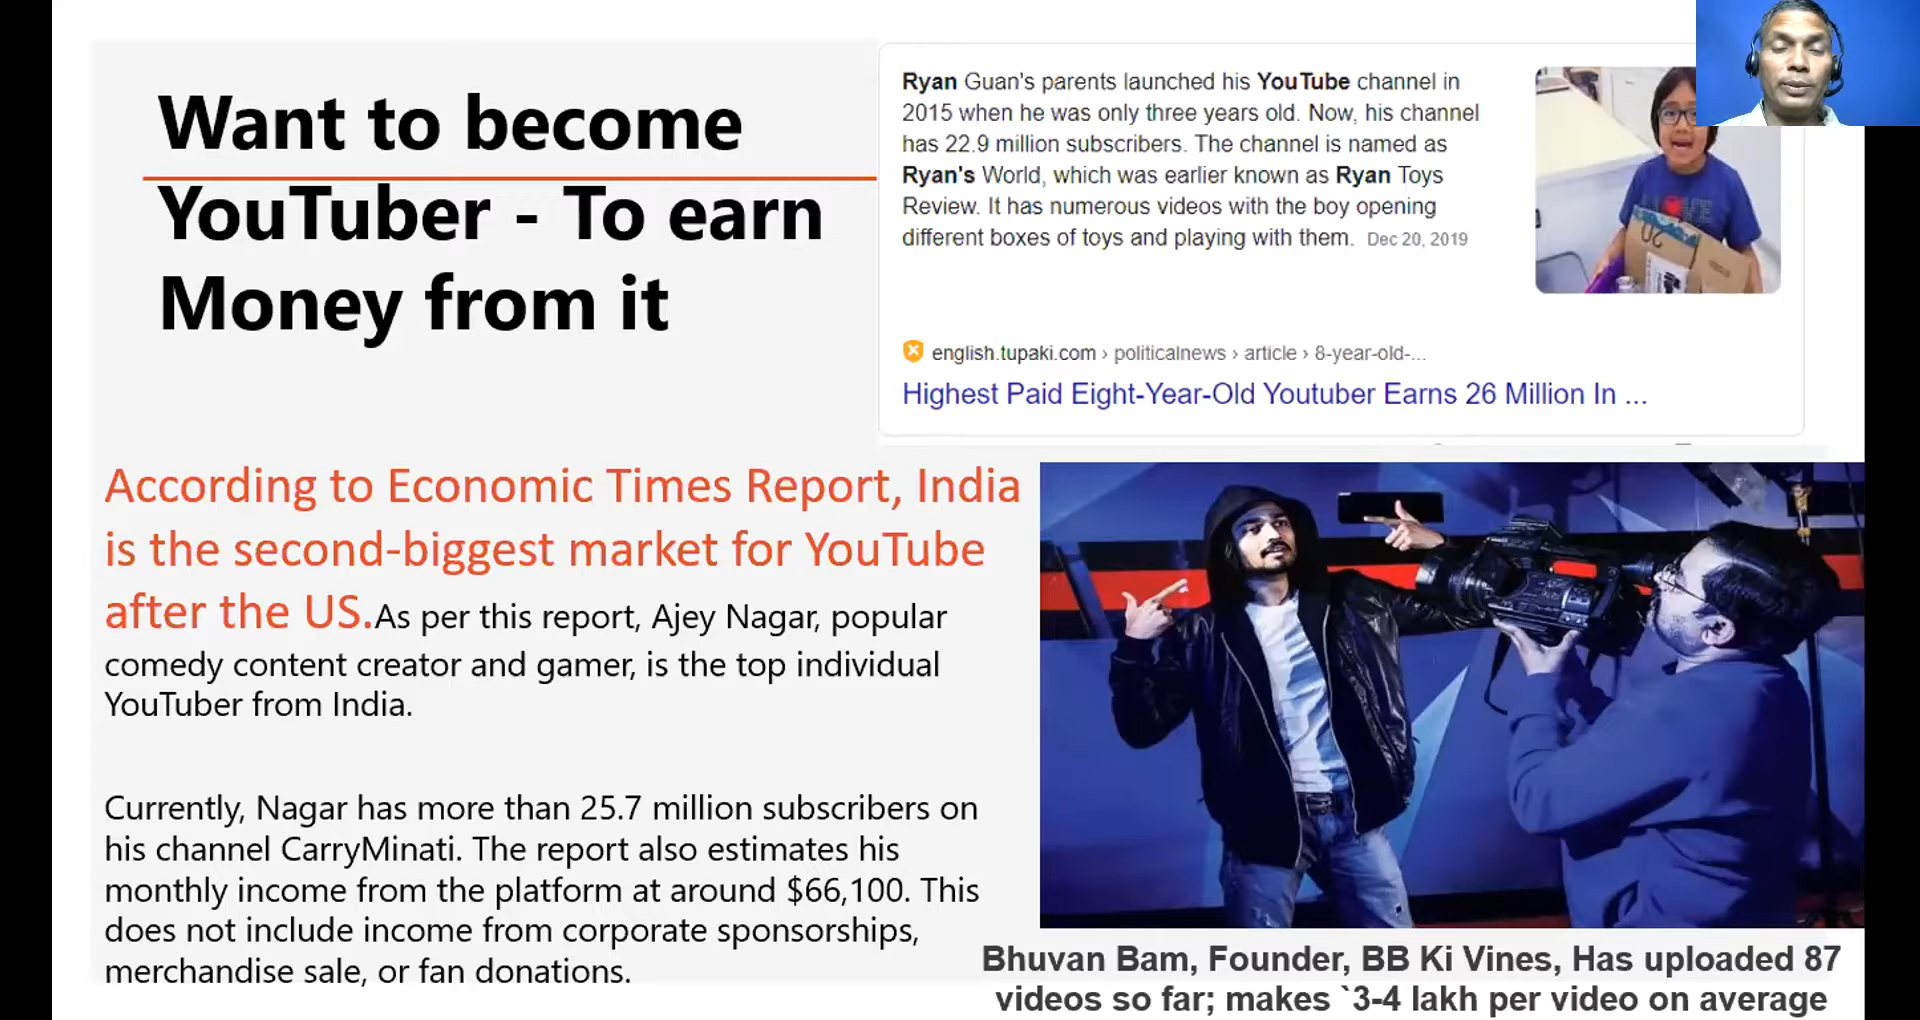 Want to become
YouTuber - To earn
Money from it
Ryan Guan's parents launched his YouTube channel in
2015 when he was only three years old. Now, his channel
has 22.9 million subscribers. The channel is named as
Ryan's World, which was earlier known as Ryan Toys
Review. It has numerous videos with the boy opening
different boxes of toys and playing with them. Dec 20, 2019
english.tupaki.com › politicalnews › article › 8-year-old-...
Highest Paid Eight-Year-Old Youtuber Earns 26 Million In ...
According to Economic Times Report, India
is the second-biggest market for YouTube
after the US.As per this report, Ajey Nagar, popular
comedy content creator and gamer, is the top individual
YouTuber from India.
Currently, Nagar has more than 25.7 million subscribers on
his channel CarryMinati. The report also estimates his
monthly income from the platform at around $66,100. This
does not include income from corporate sponsorships,
merchandise sale, or fan donations.
Bhuvan Bam, Founder, BB Ki Vines, Has uploaded 87
videos so far; makes `3-4 lakh per video on average